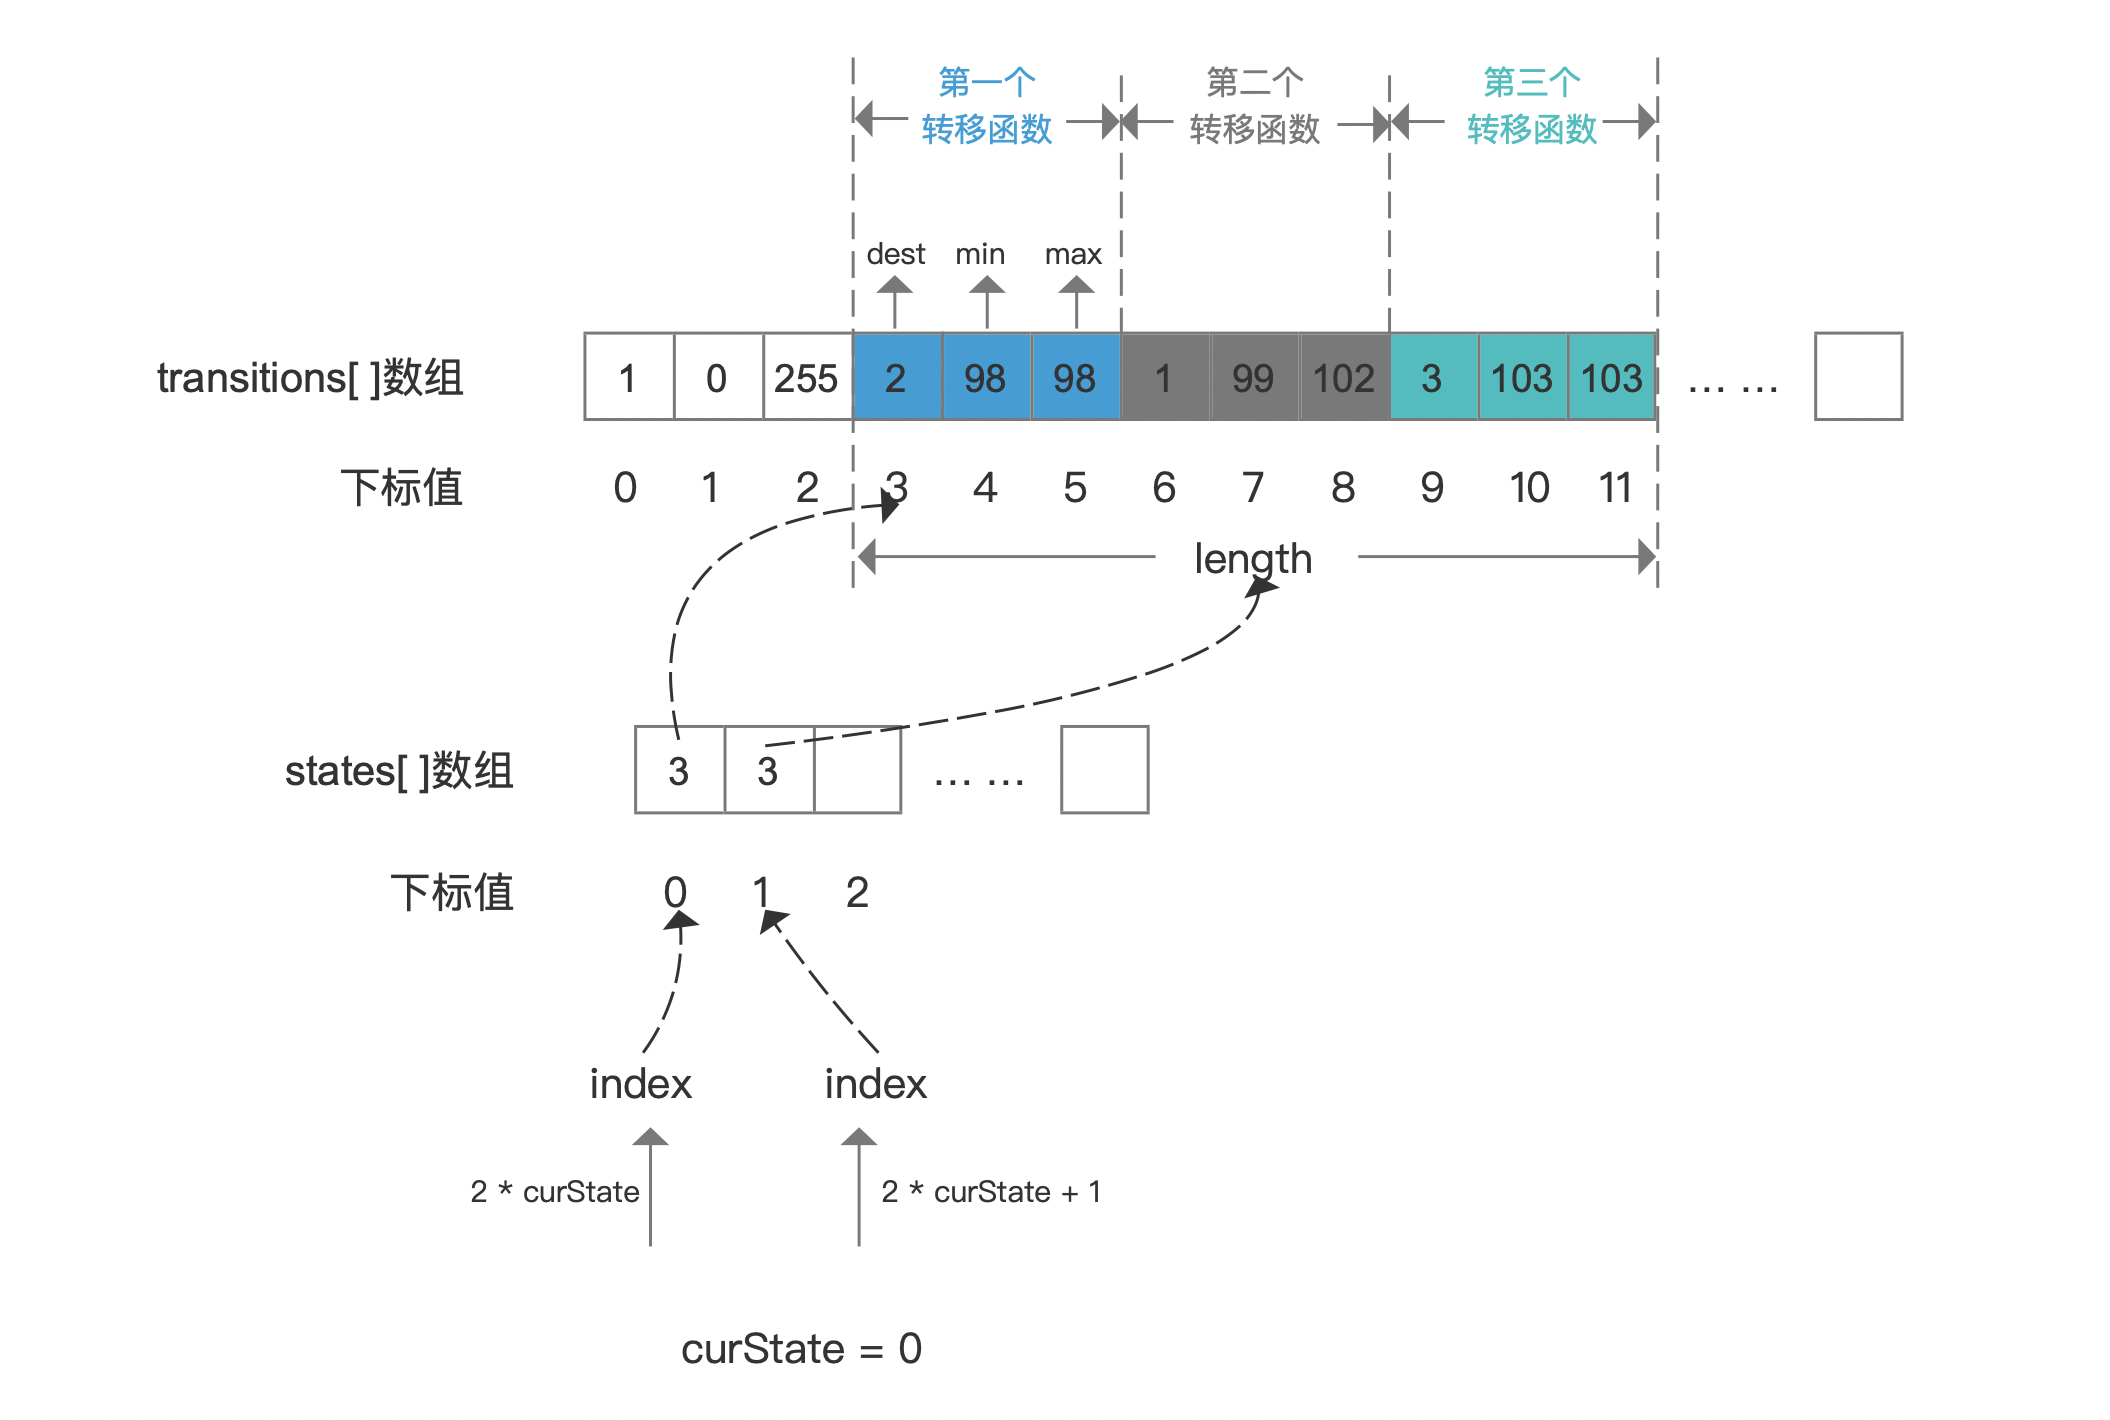 第一个
转移函数
第二个
转移函数
第三个
转移函数
dest min max
transitions[ ]数组 1 0 255 2 98 98 1 99 102 3 103 103 ... ...
下标值 0 1 2 3 4 5 6 7 8 9 10 11
length
states[ ]数组 3 3 ... ...
下标值 0 1 2
index index
2 * curState 2 * curState + 1
curState = 0